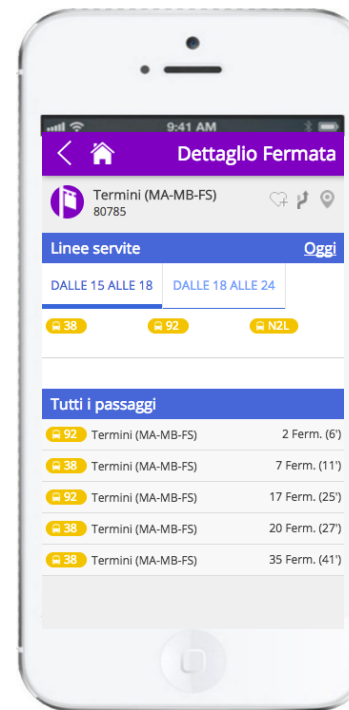 9:41 AM
Dettaglio Fermata
Termini (MA-MB-FS)
80785
Linee servite Oggi
DALLE 15 ALLE 18 DALLE 18 ALLE 24
38 92 N2L
Tutti i passaggi
92 Termini (MA-MB-FS) 2 Ferm. (6')
38 Termini (MA-MB-FS) 7 Ferm. (11')
92 Termini (MA-MB-FS) 17 Ferm. (25')
38 Termini (MA-MB-FS) 20 Ferm. (27')
38 Termini (MA-MB-FS) 35 Ferm. (41')